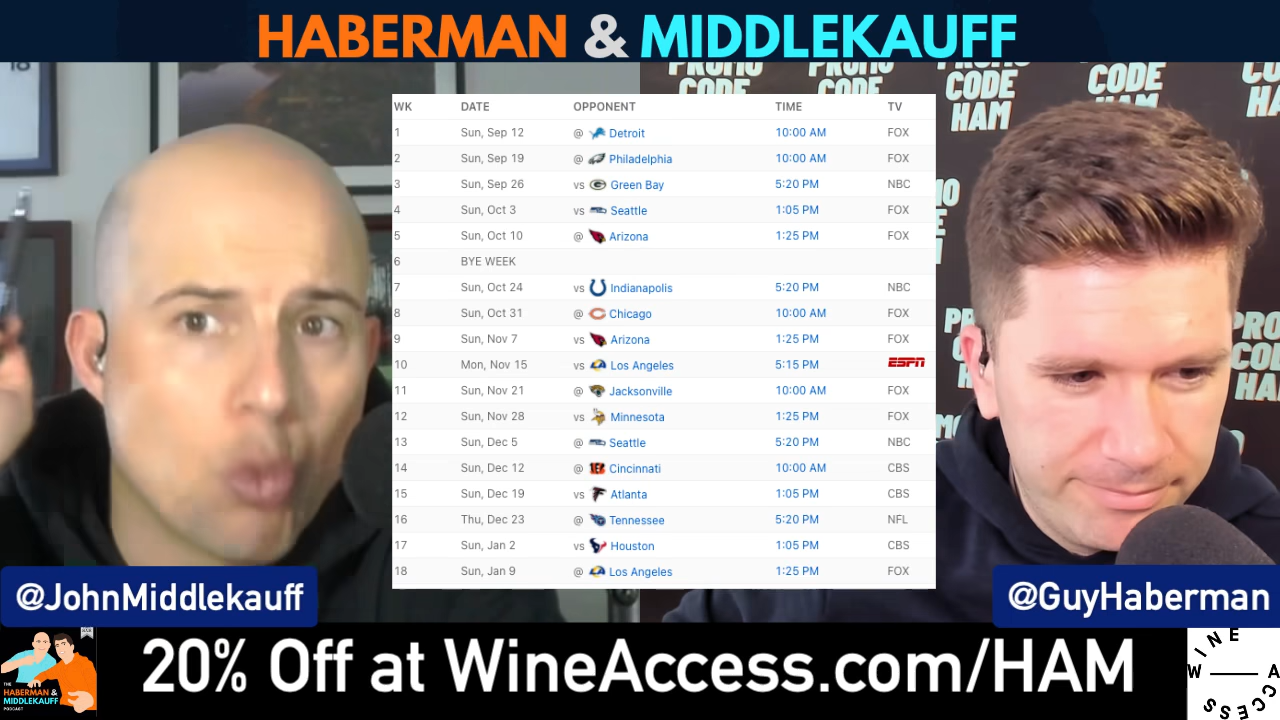 HABERMAN & MIDDLEKAUFF
PROMO CODE HAM
PROMO
CODE
HAM
WK DATE OPPONENT TIME TV
1 Sun, Sep 12 @ Detroit 10:00 AM FOX
2 Sun, Sep 19 @ Philadelphia 10:00 AM FOX
3 Sun, Sep 26 vs Green Bay 5:20 PM NBC
4 Sun, Oct 3 vs Seattle 1:05 PM FOX
5 Sun, Oct 10 @ Arizona 1:25 PM FOX
6 BYE WEEK
7 Sun, Oct 24 vs Indianapolis 5:20 PM NBC
8 Sun, Oct 31 @ Chicago 10:00 AM FOX
9 Sun, Nov 7 vs Arizona 1:25 PM FOX
10 Mon, Nov 15 vs Los Angeles 5:15 PM ESPN
11 Sun, Nov 21 @ Jacksonville 10:00 AM FOX
12 Sun, Nov 28 vs Minnesota 1:25 PM FOX
13 Sun, Dec 5 @ Seattle 5:20 PM NBC
14 Sun, Dec 12 @ Cincinnati 10:00 AM CBS
15 Sun, Dec 19 vs Atlanta 1:05 PM CBS
16 Thu, Dec 23 @ Tennessee 5:20 PM NFL
17 Sun, Jan 2 vs Houston 1:05 PM CBS
18 Sun, Jan 9 @ Los Angeles 1:25 PM FOX
@JohnMiddlekauff
@GuyHaberman
THE
HABERMAN &
MIDDLEKAUFF
PODCAST
20% Off at WineAccess.com/HAM
WINE
ACCESS